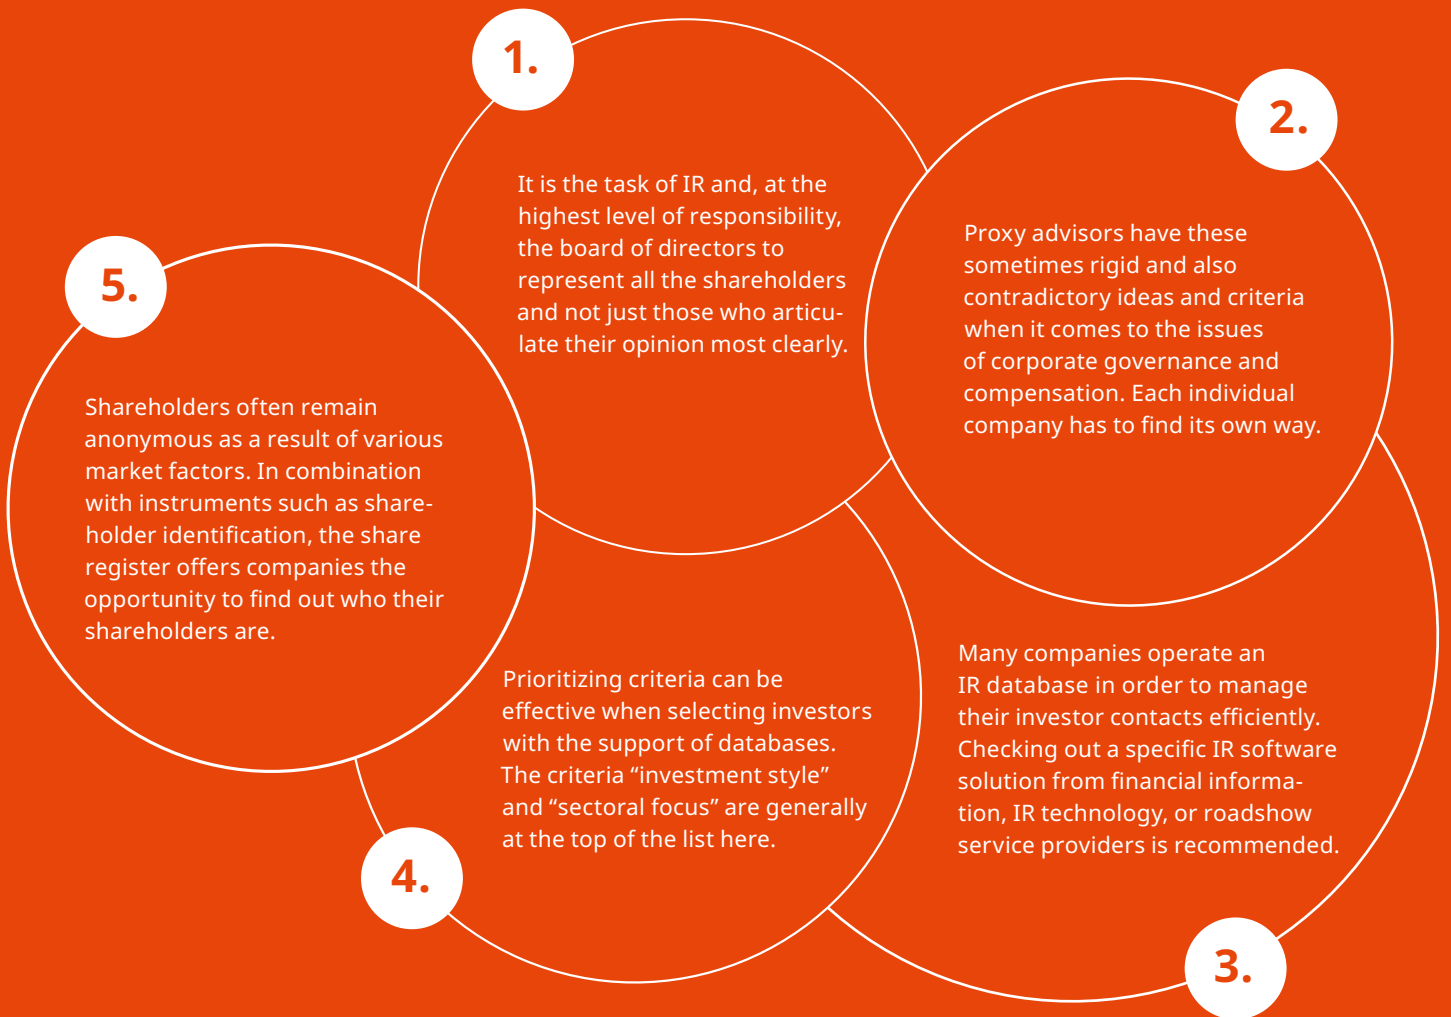 1.
It is the task of IR and, at the
highest level of responsibility,
the board of directors to
represent all the shareholders
and not just those who articu-
late their opinion most clearly.
2.
Proxy advisors have these
sometimes rigid and also
contradictory ideas and criteria
when it comes to the issues
of corporate governance and
compensation. Each individual
company has to find its own way.
3.
Many companies operate an
IR database in order to manage
their investor contacts efficiently.
Checking out a specific IR software
solution from financial informa-
tion, IR technology, or roadshow
service providers is recommended.
4.
Prioritizing criteria can be
effective when selecting investors
with the support of databases.
The criteria “investment style”
and “sectoral focus” are generally
at the top of the list here.
5.
Shareholders often remain
anonymous as a result of various
market factors. In combination
with instruments such as share-
holder identification, the share
register offers companies the
opportunity to find out who their
shareholders are.